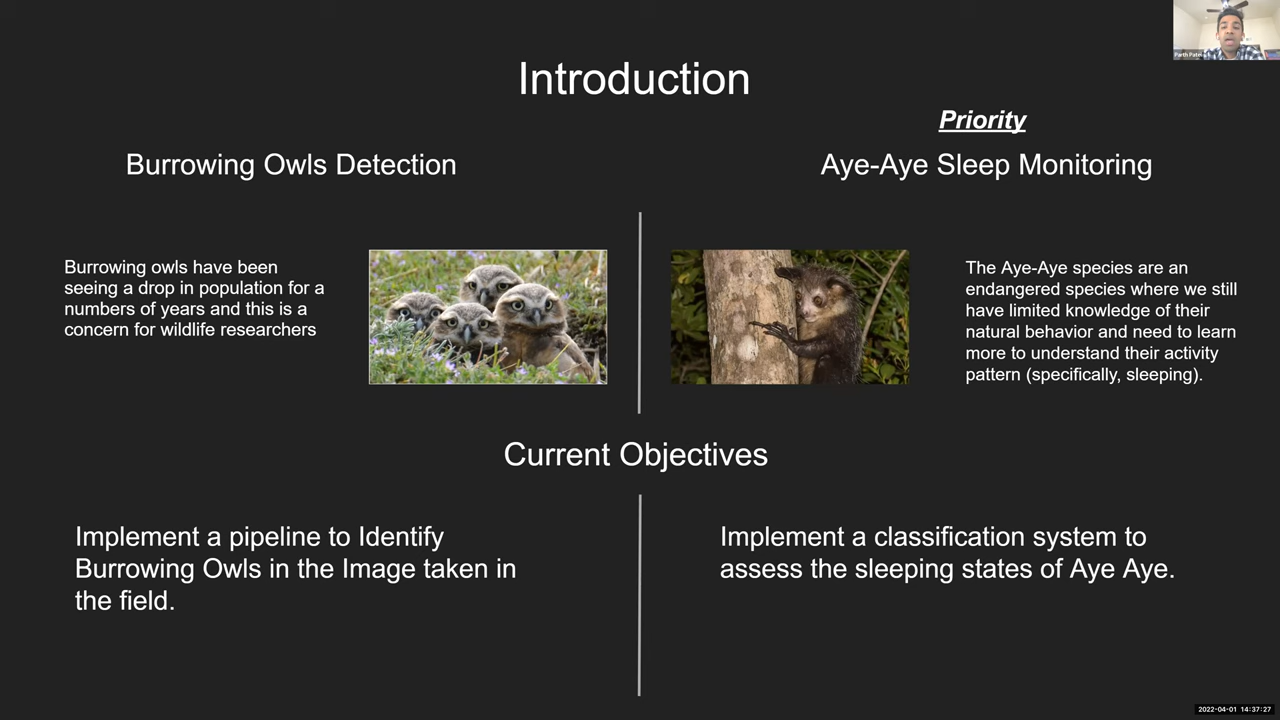 Introduction
Priority
Burrowing Owls Detection
Aye-Aye Sleep Monitoring
Burrowing owls have been
seeing a drop in population for a
numbers of years and this is a
concern for wildlife researchers
The Aye-Aye species are an
endangered species where we still
have limited knowledge of their
natural behavior and need to learn
more to understand their activity
pattern (specifically, sleeping).
Current Objectives
Implement a pipeline to Identify
Burrowing Owls in the Image taken in
the field.
Implement a classification system to
assess the sleeping states of Aye Aye.
Parth Patel
2022-04-01 14:37:27